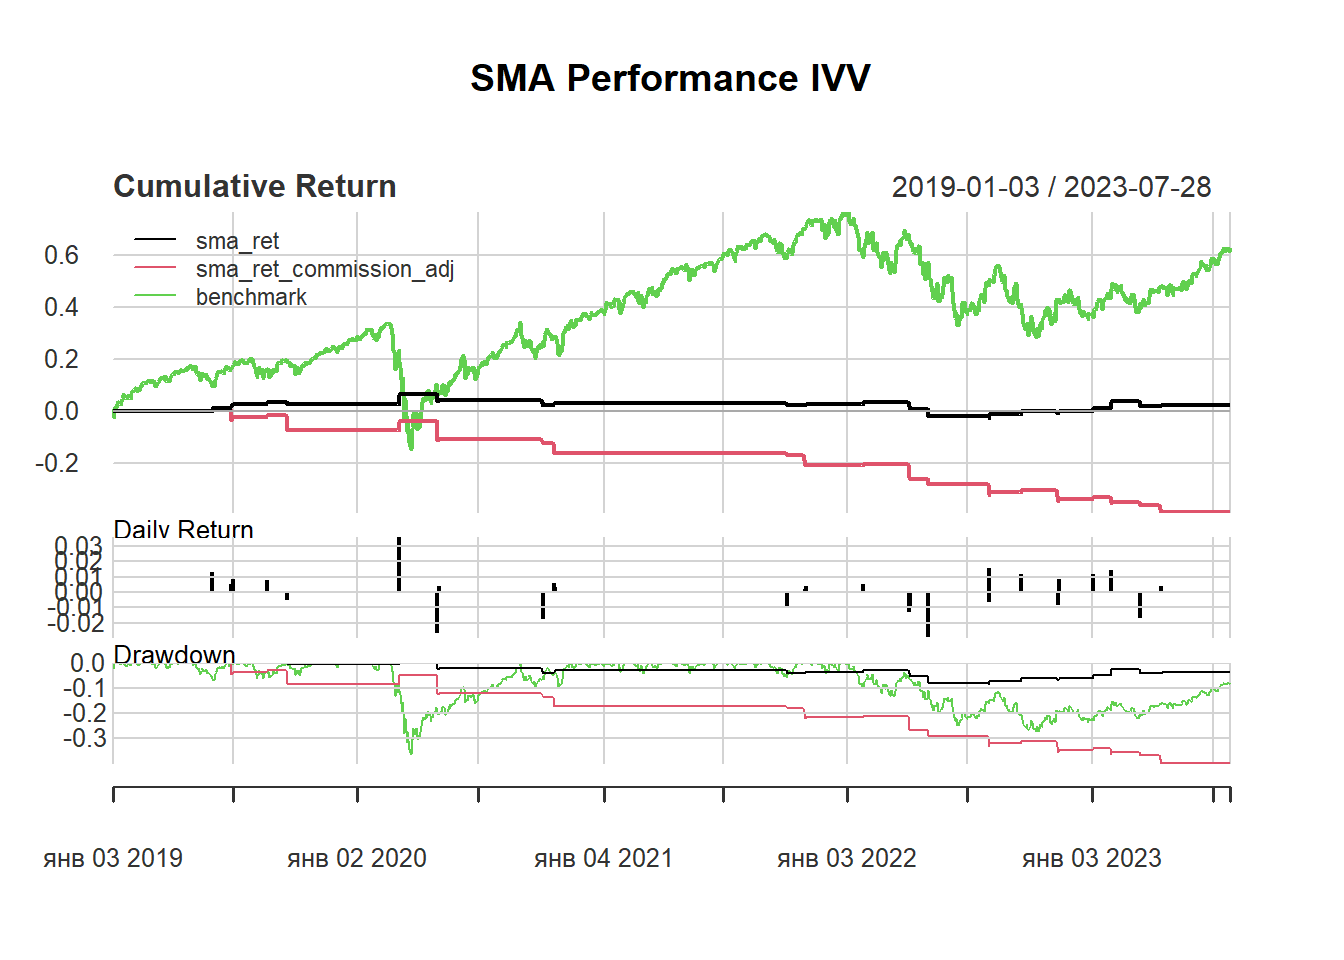 SMA Performance IVV
Cumulative Return 2019-01-03 / 2023-07-28
sma_ret
sma_ret_commission_adj
benchmark
0.6
0.4
0.2
0.0
-0.2
Daily Return
0.03
0.02
0.01
0.00
-0.01
-0.02
Drawdown
0.0
-0.1
-0.2
-0.3
янв 03 2019 янв 02 2020 янв 04 2021 янв 03 2022 янв 03 2023